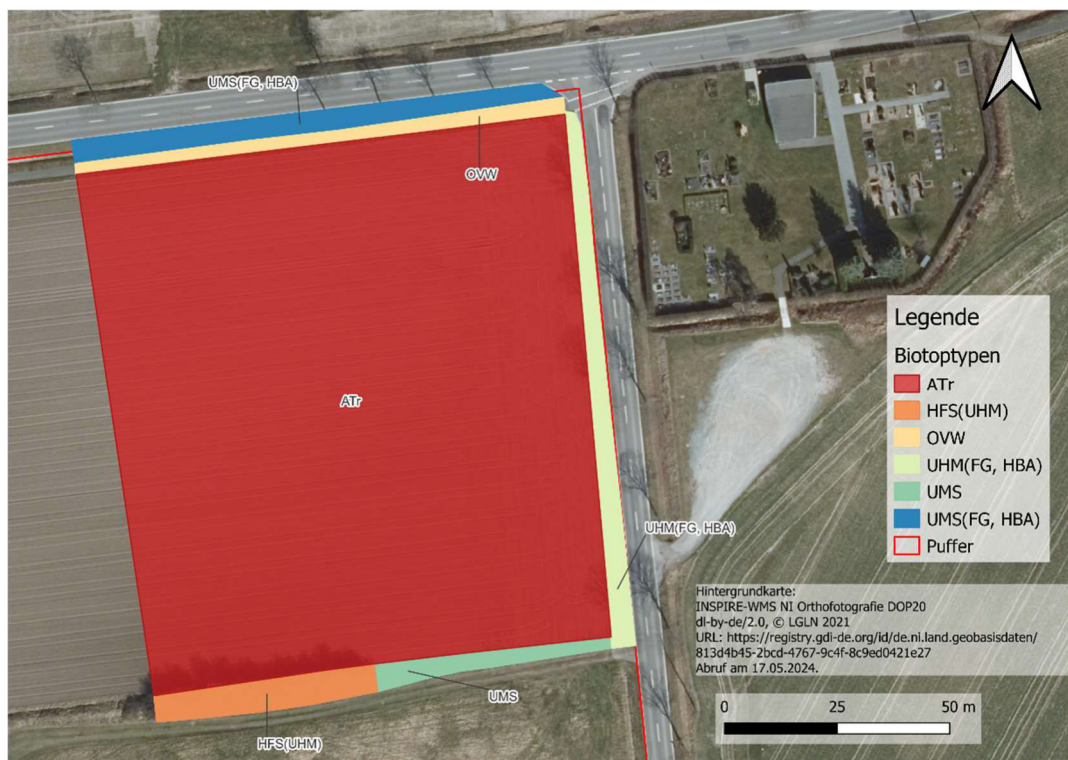 UMS(FG, HBA)
OVW
ATr
UHM(FG, HBA)
UMS
HFS(UHM)
Legende
Biotoptypen
ATr
HFS(UHM)
OVW
UHM(FG, HBA)
UMS
UMS(FG, HBA)
Puffer
Hintergrundkarte:
INSPIRE-WMS NI Orthofotografie DOP20
dl-by-de/2.0, © LGLN 2021
URL: https://registry.gdi-de.org/id/de.ni.land.geobasisdaten/
813d4b45-2bcd-4767-9c4f-8c9ed0421e27
Abruf am 17.05.2024.
0 25 50 m